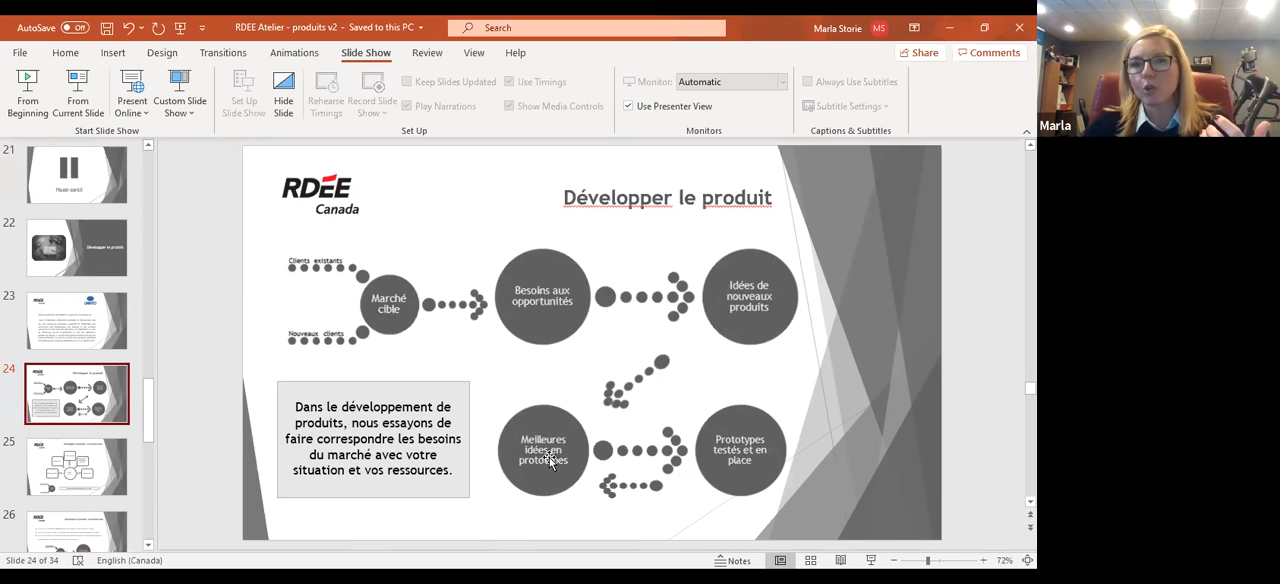 AutoSave Off
RDEE Atelier - produits v2 – Saved to this PC
Search
Marla Storie MS
File Home Insert Design Transitions Animations Slide Show Review View Help
Share Comments
From Beginning
From Current Slide
Present Online
Custom Slide Show
Start Slide Show
Set Up Slide Show
Hide Slide
Rehearse Timings
Record Slide Show
Keep Slides Updated
Play Narrations
Use Timings
Show Media Controls
Set Up
Monitor: Automatic
Use Presenter View
Monitors
Always Use Subtitles
Subtitle Settings
Captions & Subtitles
Marla
21
Pause-santé
22
Développer le produit
23
24
25
26
RDÉE
Canada
Développer le produit
Clients existants
Nouveaux clients
Marché
cible
Besoins aux
opportunités
Idées de
nouveaux
produits
Dans le développement de
produits, nous essayons de
faire correspondre les besoins
du marché avec votre
situation et vos ressources.
Meilleures
idées en
prototypes
Prototypes
testés et en
place
Slide 24 of 34 English (Canada) Notes 72%